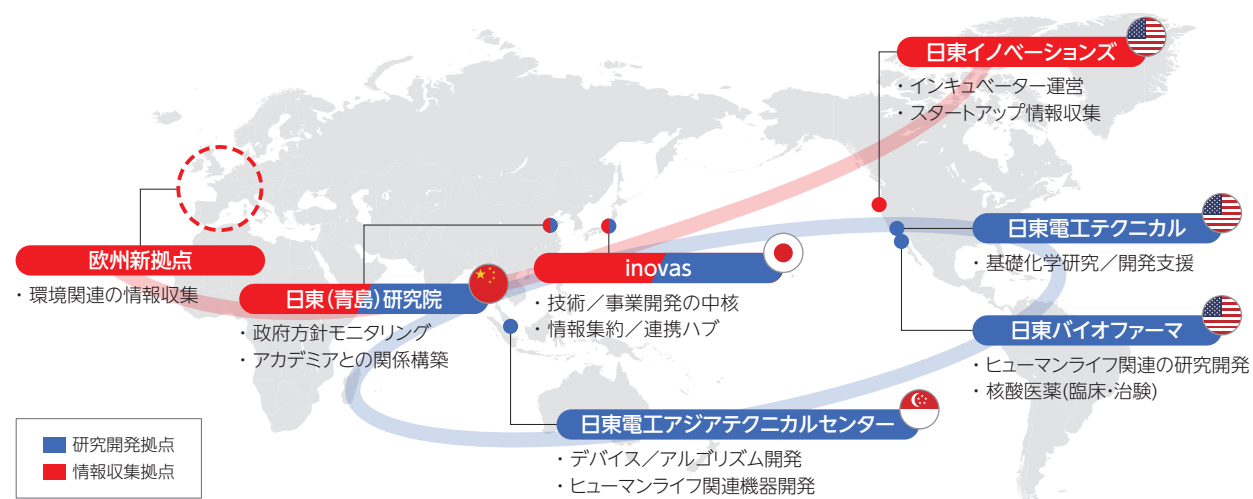 日東イノベーションズ
・インキュベーター運営
・スタートアップ情報収集
欧州新拠点
・環境関連の情報収集
日東(青島)研究院
・政府方針モニタリング
・アカデミアとの関係構築
inovas
・技術／事業開発の中核
・情報集約／連携ハブ
日東電工テクニカル
・基礎化学研究／開発支援
日東バイオファーマ
・ヒューマンライフ関連の研究開発
・核酸医薬(臨床・治験)
日東電工アジアテクニカルセンター
・デバイス／アルゴリズム開発
・ヒューマンライフ関連機器開発
研究開発拠点
情報収集拠点